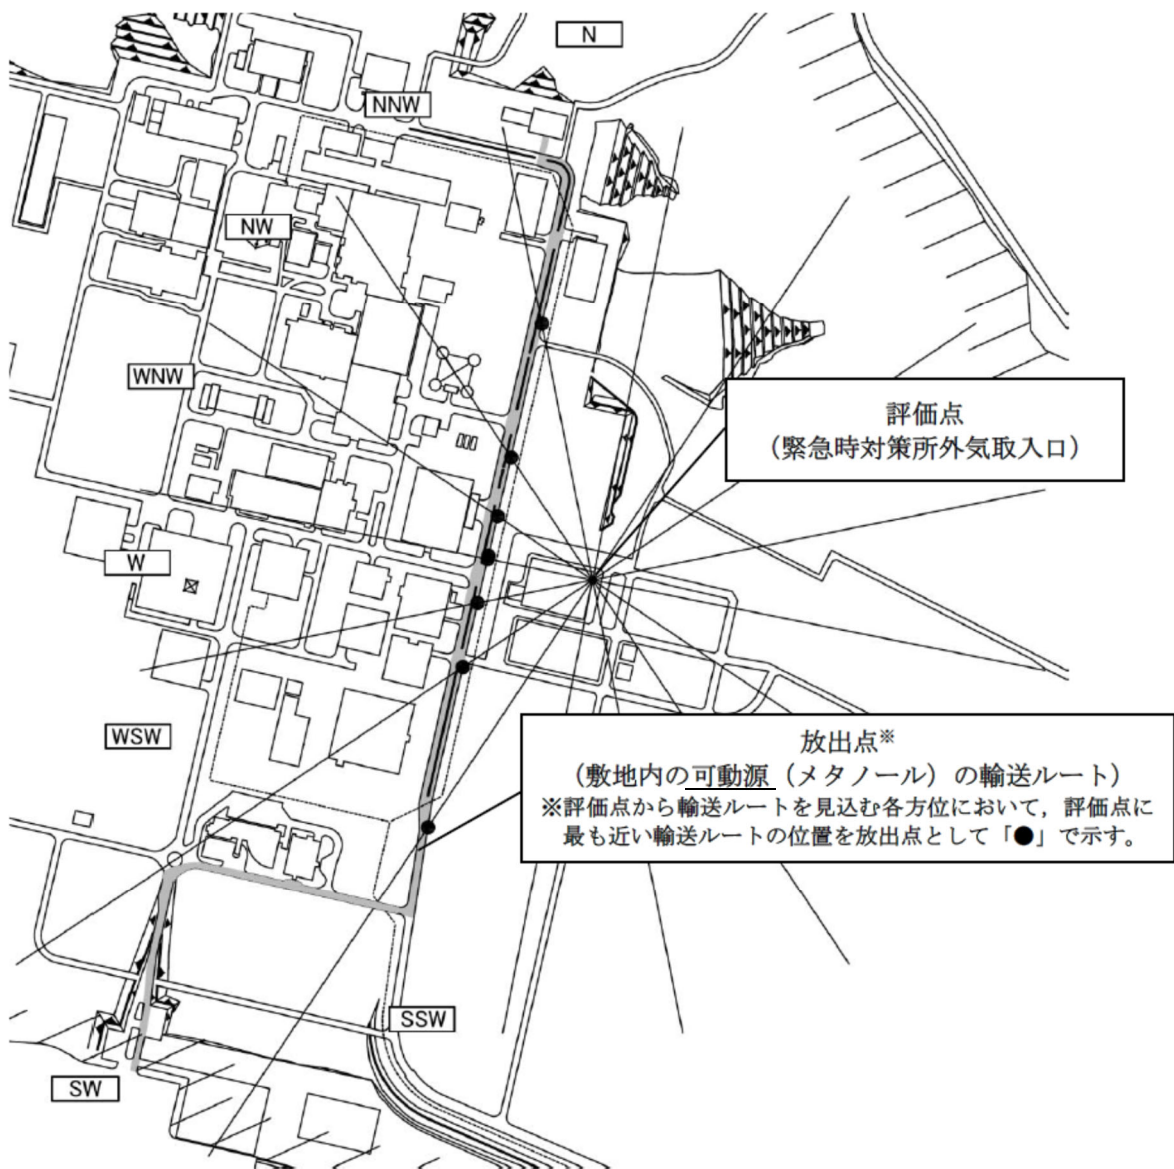 N
NNW
NW
WNW
評価点
（緊急時対策所外気取入口）
W
WSW
放出点※
（敷地内の可動源（メタノール）の輸送ルート）
※評価点から輸送ルートを見込む各方位において，評価点に
最も近い輸送ルートの位置を放出点として「●」で示す。
SSW
SW